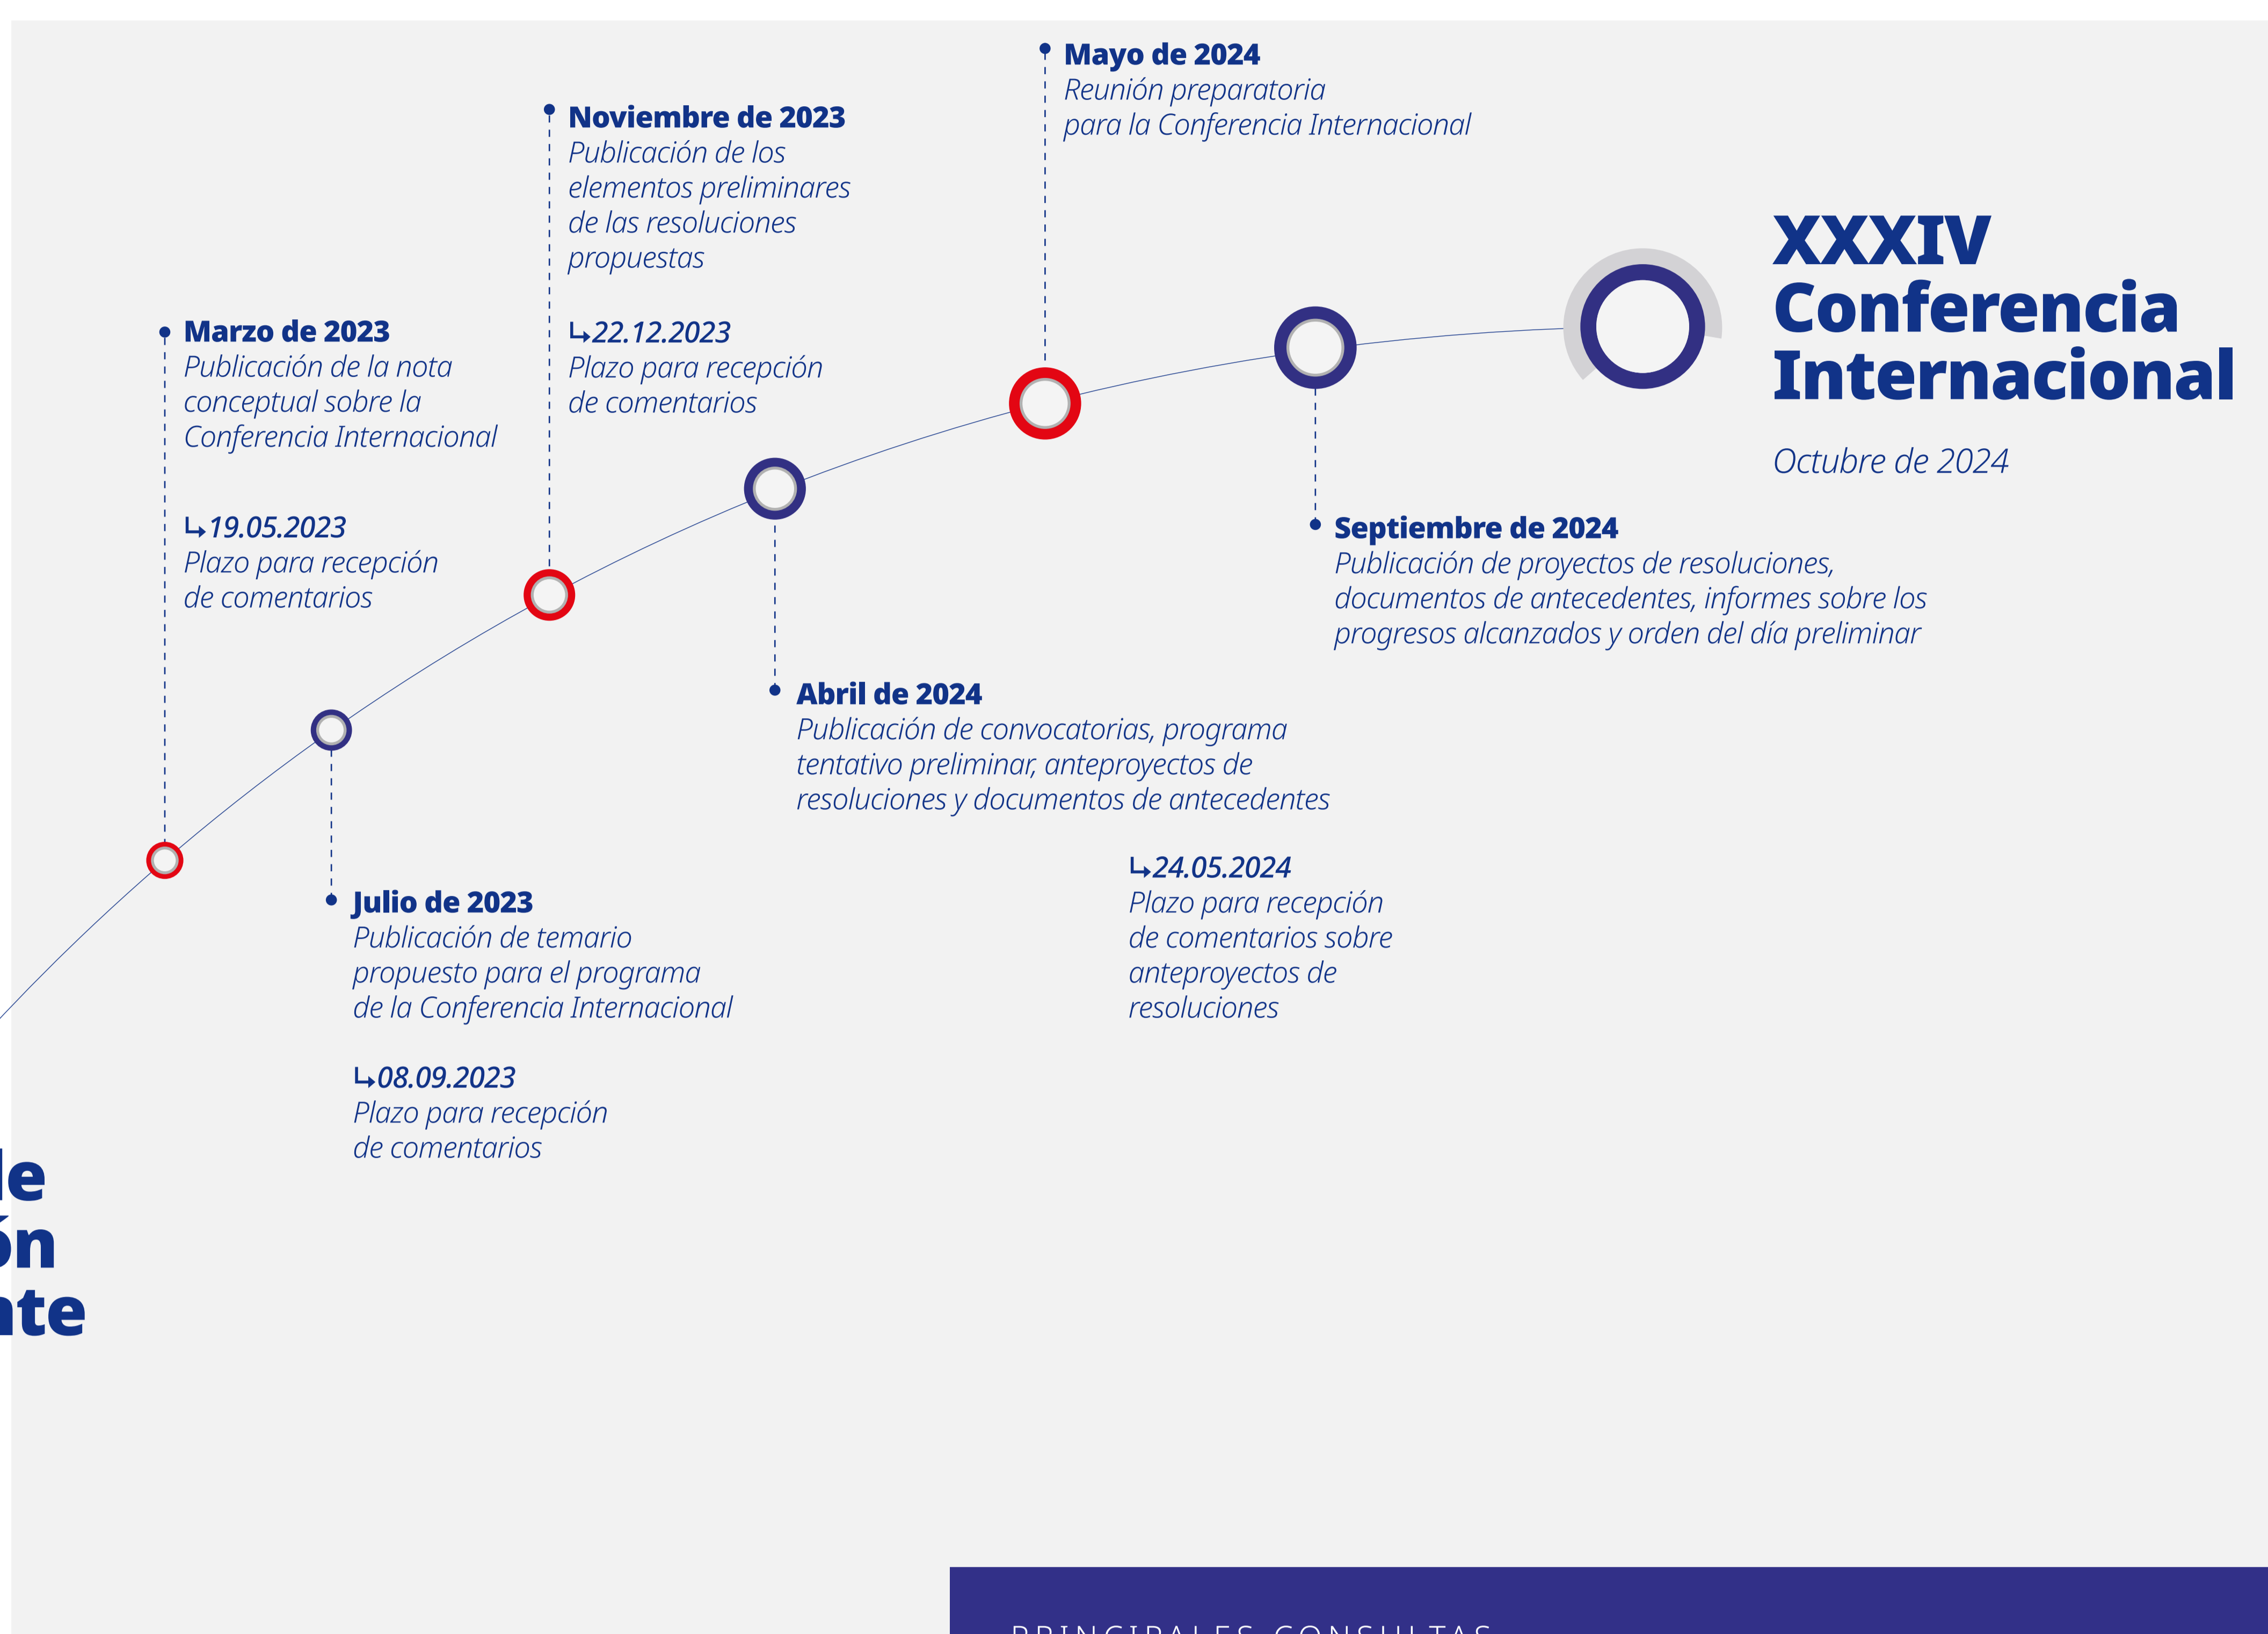 Mayo de 2024
Reunión preparatoria
para la Conferencia Internacional
Noviembre de 2023
Publicación de los
elementos preliminares
de las resoluciones
propuestas
↳22.12.2023
Plazo para recepción
de comentarios
XXXIV
Conferencia
Internacional
Octubre de 2024
Marzo de 2023
Publicación de la nota
conceptual sobre la
Conferencia Internacional
↳19.05.2023
Plazo para recepción
de comentarios
Septiembre de 2024
Publicación de proyectos de resoluciones,
documentos de antecedentes, informes sobre los
progresos alcanzados y orden del día preliminar
Abril de 2024
Publicación de convocatorias, programa
tentativo preliminar, anteproyectos de
resoluciones y documentos de antecedentes
↳24.05.2024
Plazo para recepción
de comentarios sobre
anteproyectos de
resoluciones
Julio de 2023
Publicación de temario
propuesto para el programa
de la Conferencia Internacional
↳08.09.2023
Plazo para recepción
de comentarios
PRINCIPALES CONSULTAS